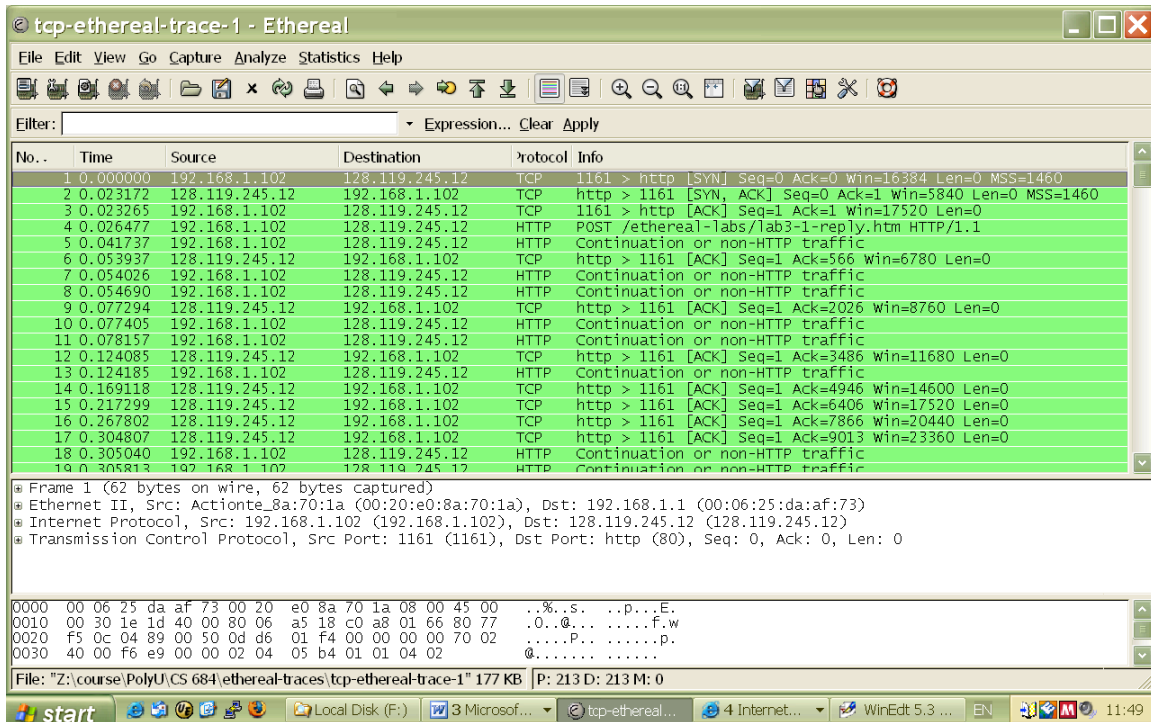 tcp-ethereal-trace-1 - Ethereal
File Edit View Go Capture Analyze Statistics Help
Filter: Expression... Clear Apply
No. . Time Source Destination Protocol Info
1 0.000000 192.168.1.102 128.119.245.12 TCP 1161 > http [SYN] Seq=0 Ack=0 Win=16384 Len=0 MSS=1460
2 0.023172 128.119.245.12 192.168.1.102 TCP http > 1161 [SYN, ACK] Seq=0 Ack=1 Win=5840 Len=0 MSS=1460
3 0.023265 192.168.1.102 128.119.245.12 TCP 1161 > http [ACK] Seq=1 Ack=1 Win=17520 Len=0
4 0.026477 192.168.1.102 128.119.245.12 HTTP POST /ethereal-labs/lab3-1-reply.htm HTTP/1.1
5 0.041737 192.168.1.102 128.119.245.12 HTTP Continuation or non-HTTP traffic
6 0.053937 128.119.245.12 192.168.1.102 TCP http > 1161 [ACK] Seq=1 Ack=566 Win=6780 Len=0
7 0.054026 192.168.1.102 128.119.245.12 HTTP Continuation or non-HTTP traffic
8 0.054690 192.168.1.102 128.119.245.12 HTTP Continuation or non-HTTP traffic
9 0.077294 128.119.245.12 192.168.1.102 TCP http > 1161 [ACK] Seq=1 Ack=2026 Win=8760 Len=0
10 0.077405 192.168.1.102 128.119.245.12 HTTP Continuation or non-HTTP traffic
11 0.078157 192.168.1.102 128.119.245.12 HTTP Continuation or non-HTTP traffic
12 0.124085 128.119.245.12 192.168.1.102 TCP http > 1161 [ACK] Seq=1 Ack=3486 Win=11680 Len=0
13 0.124185 192.168.1.102 128.119.245.12 HTTP Continuation or non-HTTP traffic
14 0.169118 128.119.245.12 192.168.1.102 TCP http > 1161 [ACK] Seq=1 Ack=4946 Win=14600 Len=0
15 0.217299 128.119.245.12 192.168.1.102 TCP http > 1161 [ACK] Seq=1 Ack=6406 Win=17520 Len=0
16 0.267802 128.119.245.12 192.168.1.102 TCP http > 1161 [ACK] Seq=1 Ack=7866 Win=20440 Len=0
17 0.304807 128.119.245.12 192.168.1.102 TCP http > 1161 [ACK] Seq=1 Ack=9013 Win=23360 Len=0
18 0.305040 192.168.1.102 128.119.245.12 HTTP Continuation or non-HTTP traffic
19 0.305813 192.168.1.102 128.119.245.12 HTTP Continuation or non-HTTP traffic
Frame 1 (62 bytes on wire, 62 bytes captured)
Ethernet II, Src: Actionte_8a:70:1a (00:20:e0:8a:70:1a), Dst: 192.168.1.1 (00:06:25:da:af:73)
Internet Protocol, Src: 192.168.1.102 (192.168.1.102), Dst: 128.119.245.12 (128.119.245.12)
Transmission Control Protocol, Src Port: 1161 (1161), Dst Port: http (80), Seq: 0, Ack: 0, Len: 0
0000 00 06 25 da af 73 00 20 e0 8a 70 1a 08 00 45 00 ..%..s. ..p...E.
0010 00 30 1e 1d 40 00 80 06 a5 18 c0 a8 01 66 80 77 .0..@... .....f.w
0020 f5 0c 04 89 00 50 0d d6 01 f4 00 00 00 00 70 02 .....P.. ......p.
0030 40 00 f6 e9 00 00 02 04 05 b4 01 01 04 02 @....... ......
File: "Z:\course\PolyU\CS 684\ethereal-traces\tcp-ethereal-trace-1" 177 KB P: 213 D: 213 M: 0
start Local Disk (F:) 3 Microsof... tcp-ethereal... 4 Internet... WinEdt 5.3 ... EN 11:49